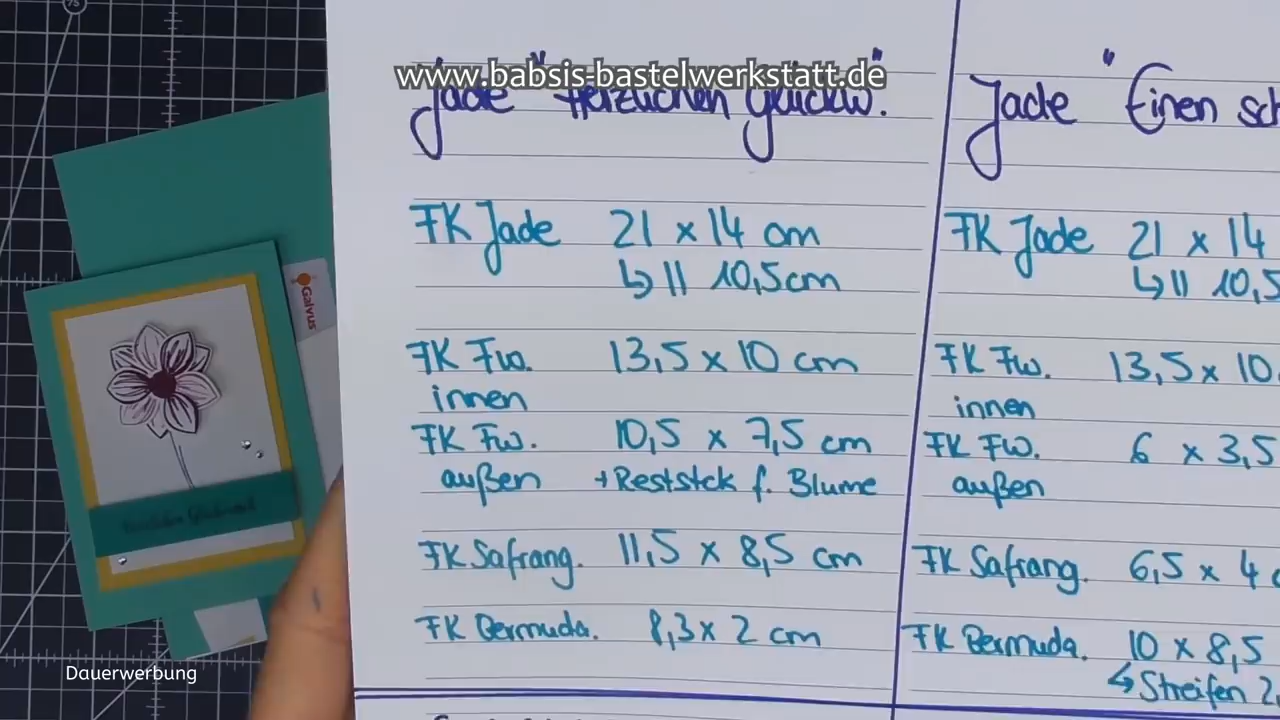 www.babsis-bastelwerkstatt.de
Jade "Herzlichen Glückw."
FK Jade 21 x 14 cm
↳ || 10,5cm
FK Fw. 13,5 x 10 cm
innen
FK Fw. 10,5 x 7,5 cm
außen +Reststck f. Blume
FK Safrang. 11,5 x 8,5 cm
FK Bermuda. 8,3 x 2 cm
Jade "Einen sch
FK Jade 21 x 14
↳ || 10,5
FK Fw. 13,5 x 10
innen
FK Fw. 6 x 3,5
außen
FK Safrang. 6,5 x 4
FK Bermuda. 10 x 8,5
↳ Streifen 2,
Galvus
Dauerwerbung